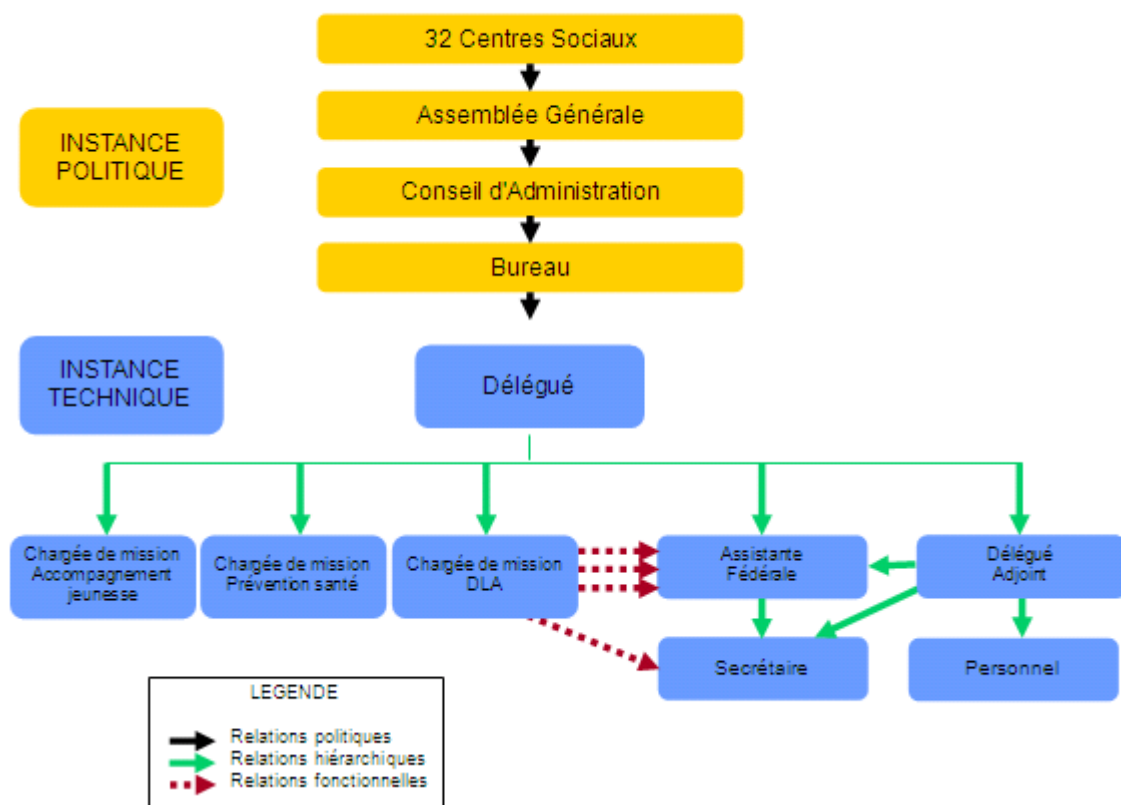 32 Centres Sociaux
Assemblée Générale
INSTANCE
POLITIQUE
Conseil d'Administration
Bureau
INSTANCE
TECHNIQUE
Délégué
Chargée de mission
Accompagnement
jeunesse
Chargée de mission
Prévention santé
Chargée de mission
DLA
Assistante
Fédérale
Délégué
Adjoint
Secrétaire
Personnel
LEGENDE
Relations politiques
Relations hiérarchiques
Relations fonctionnelles